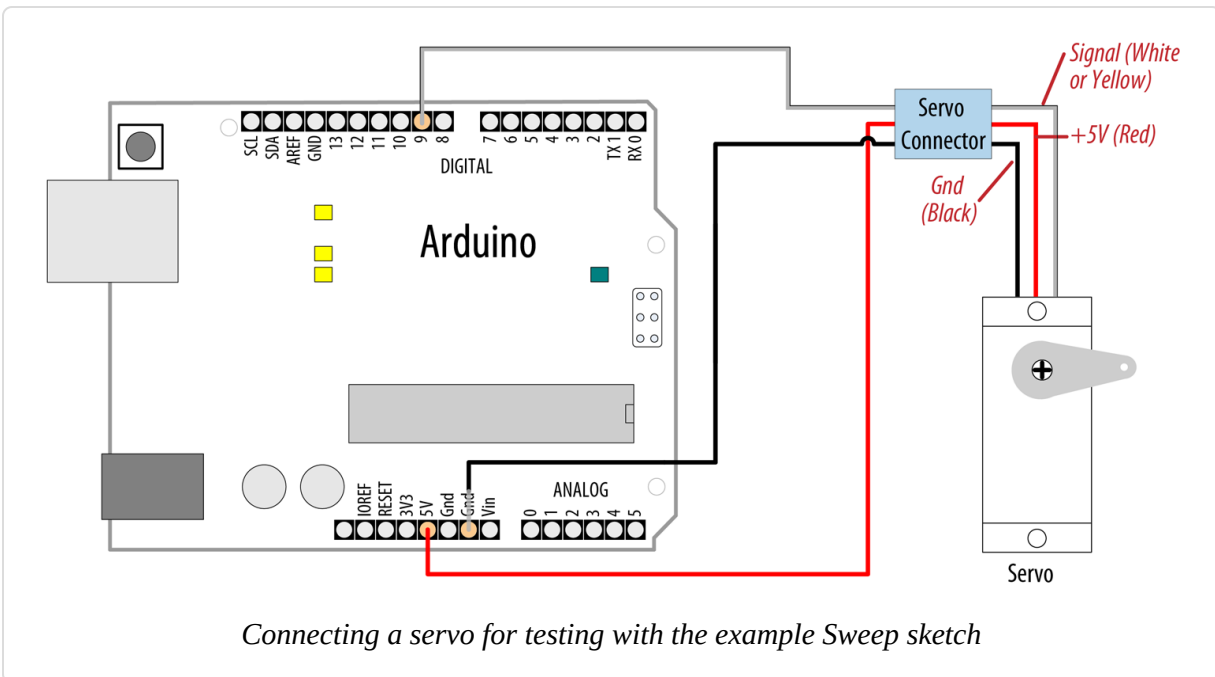 Signal (White
or Yellow)
Servo
Connector
+5V (Red)
Gnd
(Black)
SCL
SDA
AREF
GND
13
12
11
10
9
8
7
6
5
4
3
2
TX 1
RX 0
DIGITAL
Arduino
IOREF
RESET
3V3
5V
Gnd
Gnd
Vin
ANALOG
0
1
2
3
4
5
Servo
Connecting a servo for testing with the example Sweep sketch